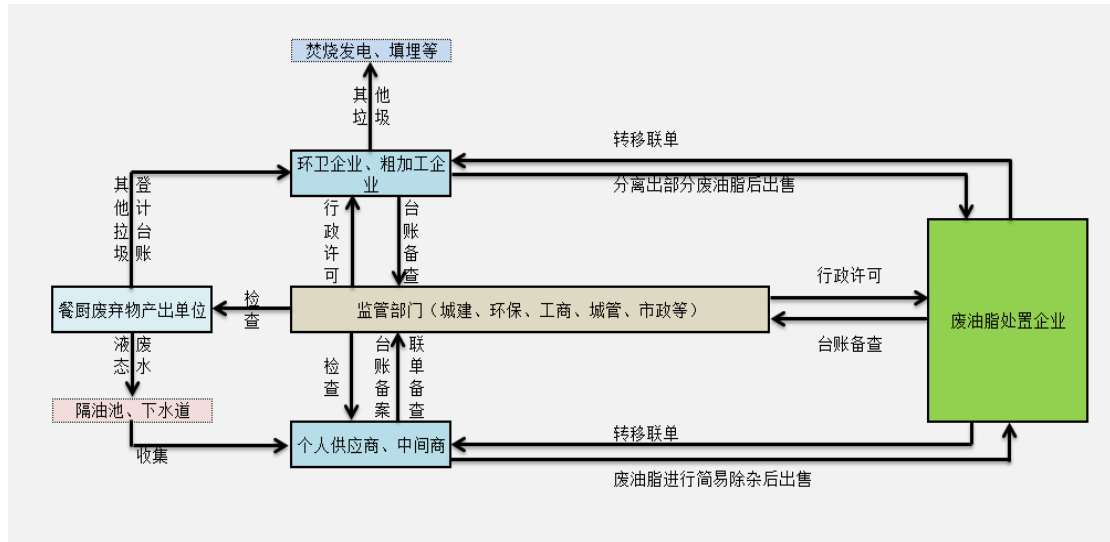 焚烧发电、填埋等
其他
垃圾
环卫企业、粗加工企
业
转移联单
分离出部分废油脂后出售
其他拉圾
登计台账
行政许可
台账备查
餐厨废弃物产出单位
检查
监管部门（城建、环保、工商、城管、市政等）
行政许可
台账备查
废油脂处置企业
液态
废水
隔油池、下水道
收集
检查
台账备案
联单备查
个人供应商、中间商
转移联单
废油脂进行简易除杂后出售